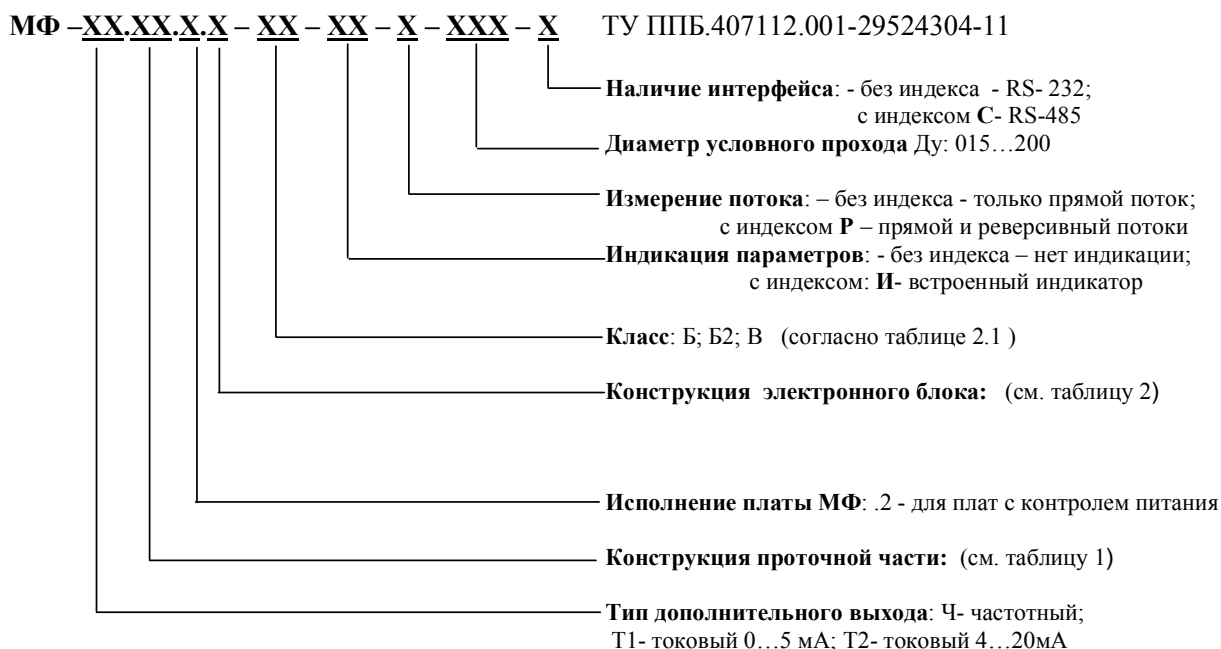 МФ –XX.XX.X.X – XX – XX – X – XXX – X ТУ ППБ.407112.001-29524304-11
Наличие интерфейса: - без индекса - RS- 232;
с индексом С- RS-485
Диаметр условного прохода Ду: 015…200
Измерение потока: – без индекса - только прямой поток;
с индексом Р – прямой и реверсивный потоки
Индикация параметров: - без индекса – нет индикации;
с индексом: И- встроенный индикатор
Класс: Б; Б2; В (согласно таблице 2.1 )
Конструкция электронного блока: (см. таблицу 2)
Исполнение платы МФ: .2 - для плат с контролем питания
Конструкция проточной части: (см. таблицу 1)
Тип дополнительного выхода: Ч- частотный;
Т1- токовый 0…5 мА; Т2- токовый 4…20мА